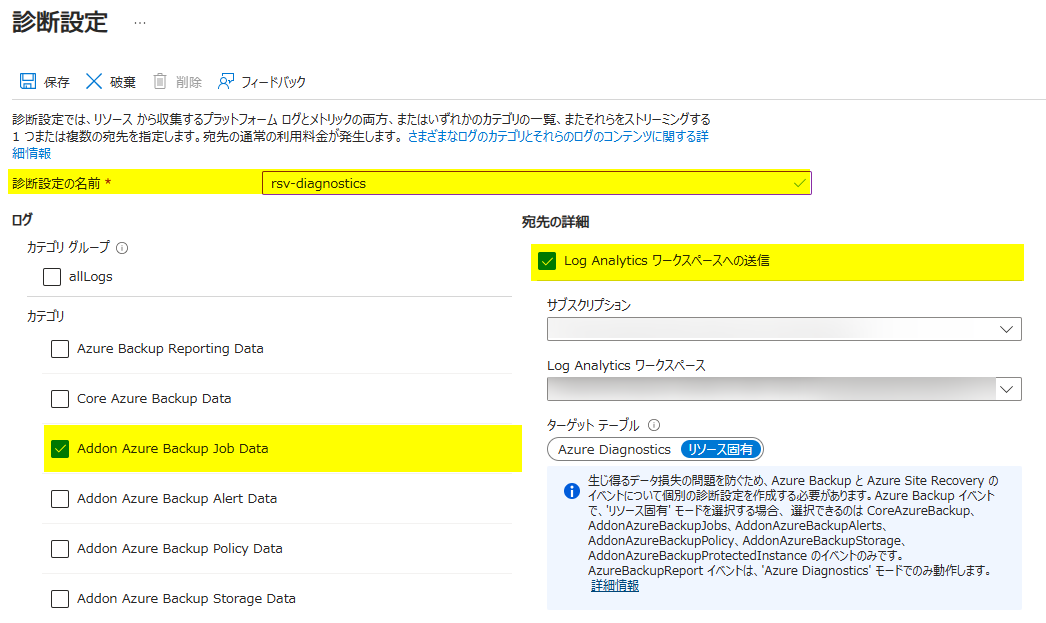 診断設定 …
保存 破棄 削除 フィードバック
診断設定では、リソース から収集するプラットフォーム ログとメトリックの両方、またはいずれかのカテゴリの一覧、またそれらをストリーミングする
1 つまたは複数の宛先を指定します。宛先の通常の利用料金が発生します。 さまざまなログのカテゴリとそれらのログのコンテンツに関する詳
細情報
診断設定の名前 * rsv-diagnostics
ログ
カテゴリ グループ
allLogs
カテゴリ
Azure Backup Reporting Data
Core Azure Backup Data
Addon Azure Backup Job Data
Addon Azure Backup Alert Data
Addon Azure Backup Policy Data
Addon Azure Backup Storage Data
宛先の詳細
Log Analytics ワークスペースへの送信
サブスクリプション
Log Analytics ワークスペース
ターゲット テーブル
Azure Diagnostics リソース固有
生じ得るデータ損失の問題を防ぐため、Azure Backup と Azure Site Recovery の
イベントについて個別の診断設定を作成する必要があります。Azure Backup イベント
で、'リソース固有' モードを選択する場合、選択できるのは CoreAzureBackup、
AddonAzureBackupJobs、AddonAzureBackupAlerts、
AddonAzureBackupPolicy、AddonAzureBackupStorage、
AddonAzureBackupProtectedInstance のイベントのみです。
AzureBackupReport イベントは、'Azure Diagnostics' モードでのみ動作します。
詳細情報